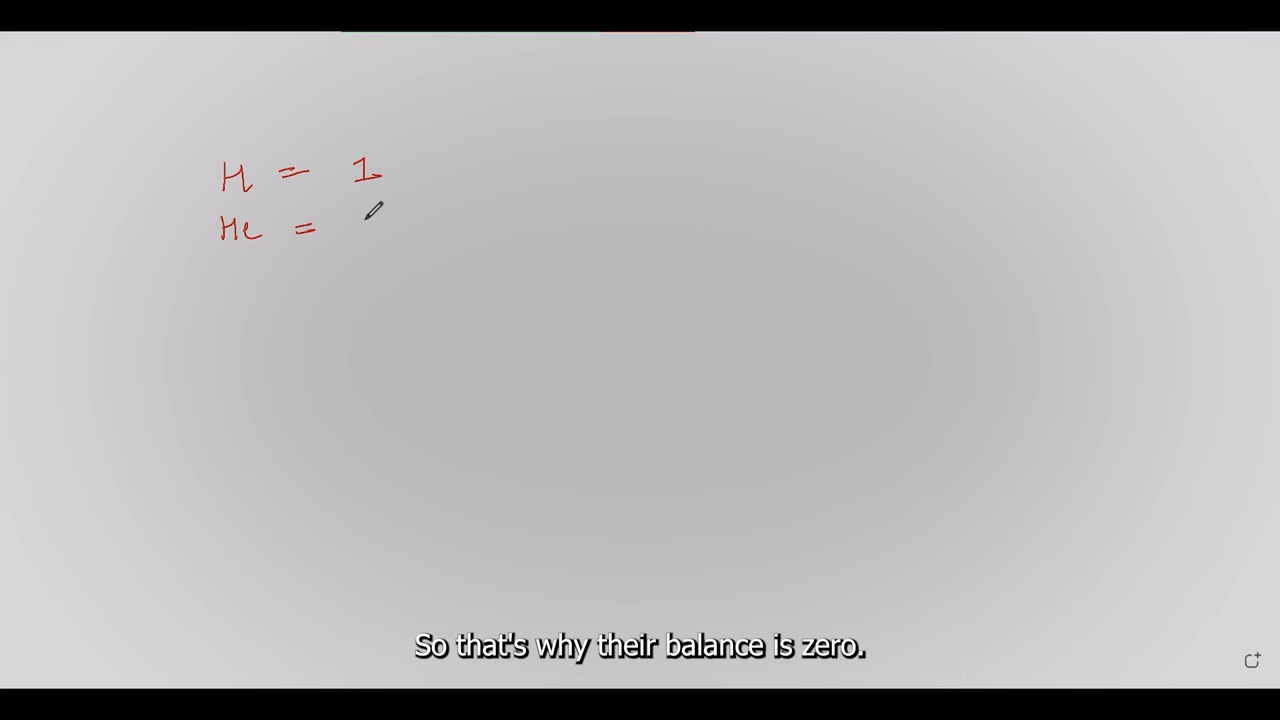 H = 1
He =
So that's why their balance is zero.